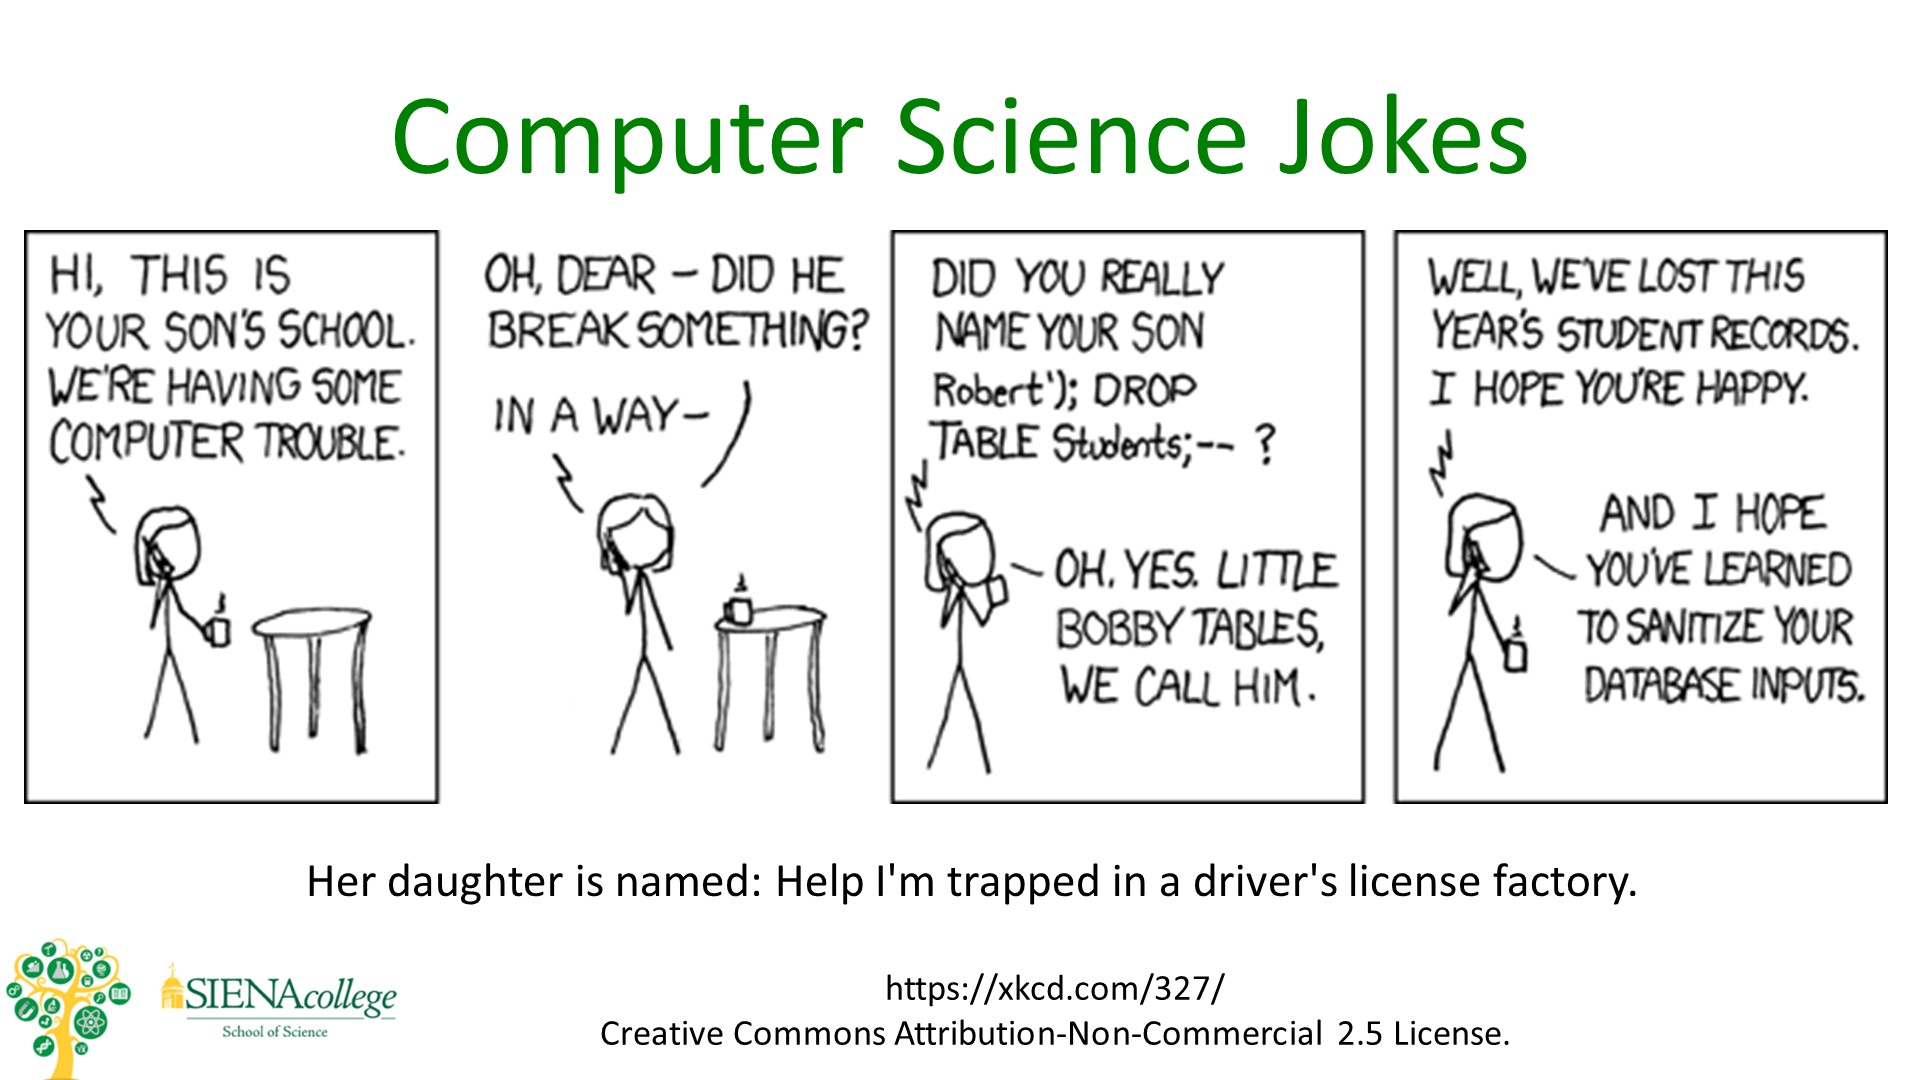 Computer Science Jokes
HI, THIS IS
YOUR SON'S SCHOOL.
WE'RE HAVING SOME
COMPUTER TROUBLE.
OH, DEAR – DID HE
BREAK SOMETHING?
IN A WAY–
DID YOU REALLY
NAME YOUR SON
Robert'); DROP
TABLE Students;-- ?
OH. YES. LITTLE
BOBBY TABLES,
WE CALL HIM.
WELL, WE'VE LOST THIS
YEAR'S STUDENT RECORDS.
I HOPE YOU'RE HAPPY.
AND I HOPE
YOU'VE LEARNED
TO SANITIZE YOUR
DATABASE INPUTS.
Her daughter is named: Help I'm trapped in a driver's license factory.
SIENAcollege
School of Science
https://xkcd.com/327/
Creative Commons Attribution-Non-Commercial 2.5 License.